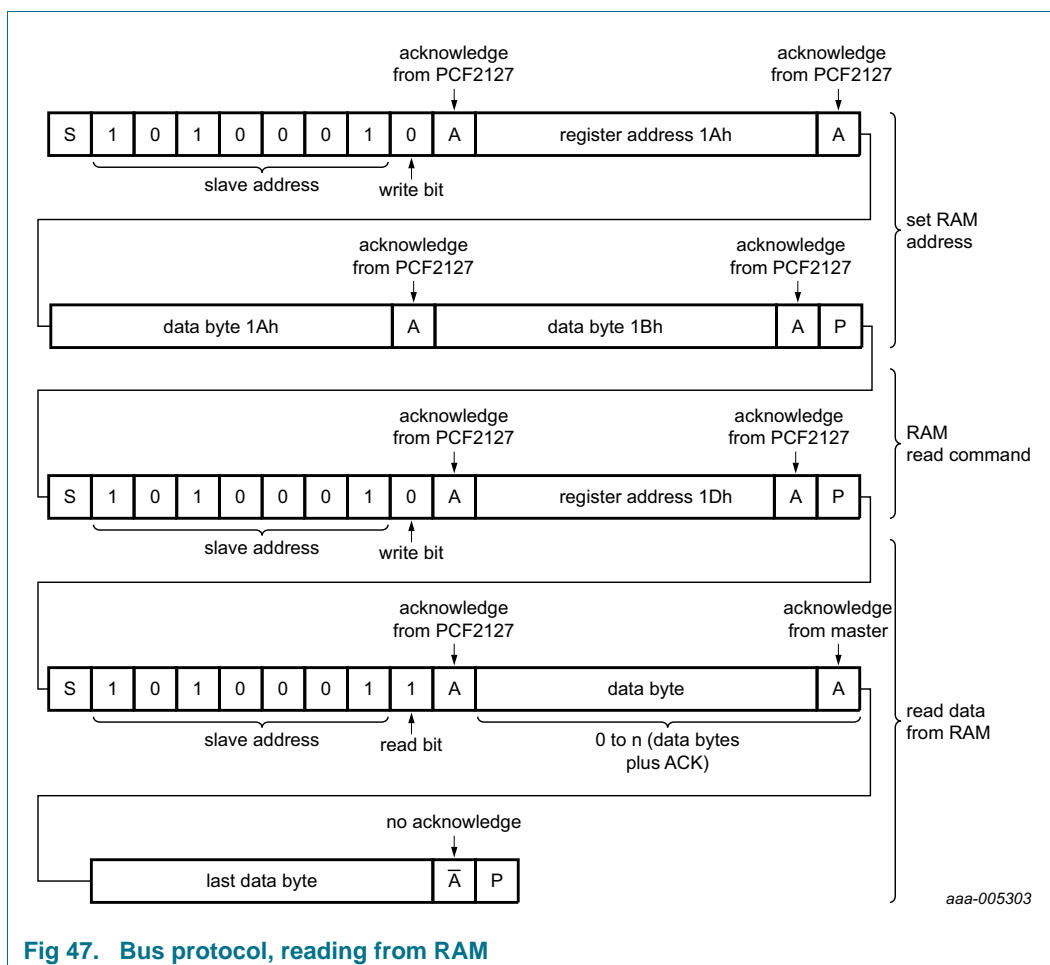 acknowledge
from PCF2127
acknowledge
from PCF2127
S 1 0 1 0 0 0 1 0 A register address 1Ah A
slave address
write bit
set RAM
address
acknowledge
from PCF2127
acknowledge
from PCF2127
data byte 1Ah A data byte 1Bh A P
acknowledge
from PCF2127
acknowledge
from PCF2127
RAM
read command
S 1 0 1 0 0 0 1 0 A register address 1Dh A P
slave address
write bit
acknowledge
from PCF2127
acknowledge
from master
S 1 0 1 0 0 0 1 1 A data byte A
slave address
read bit
0 to n (data bytes
plus ACK)
read data
from RAM
no acknowledge
last data byte A̅ P
aaa-005303
Fig 47. Bus protocol, reading from RAM